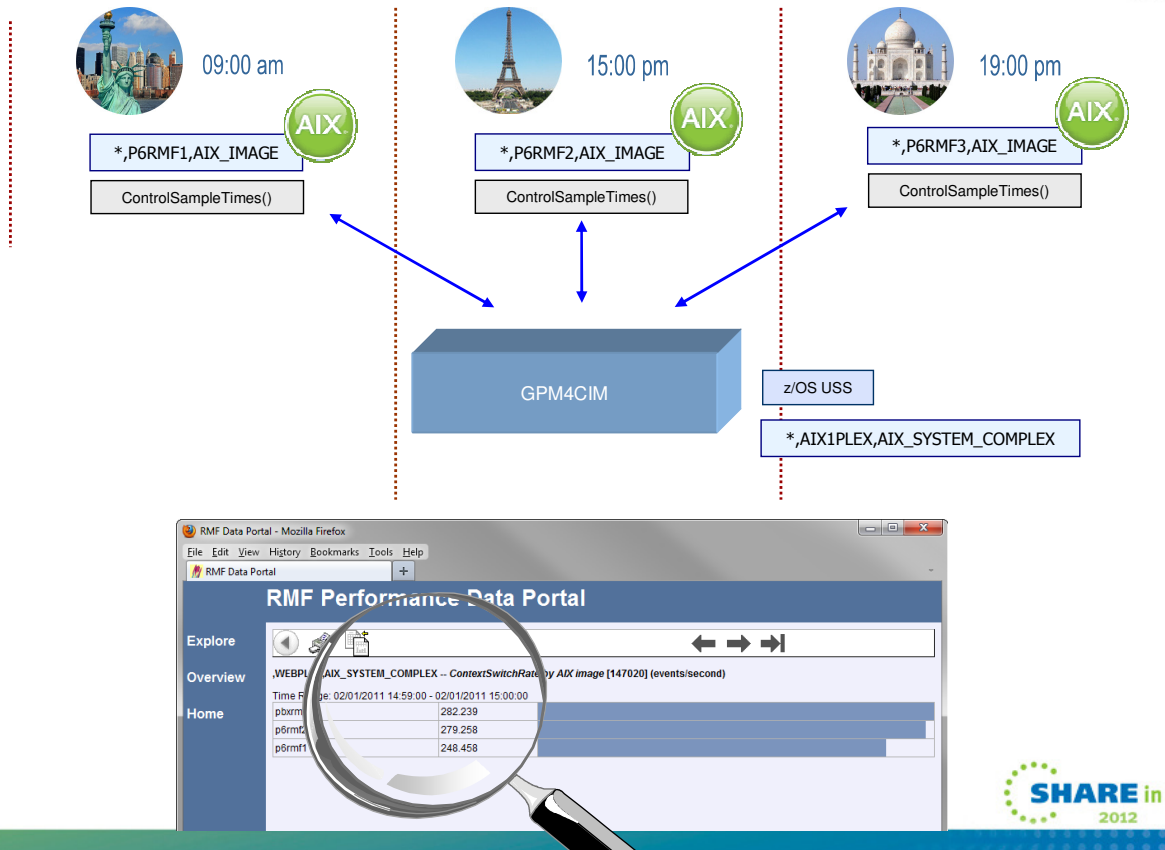 09:00 am
15:00 pm
19:00 pm
AIX
AIX
AIX
*,P6RMF1,AIX_IMAGE
*,P6RMF2,AIX_IMAGE
*,P6RMF3,AIX_IMAGE
ControlSampleTimes()
ControlSampleTimes()
ControlSampleTimes()
GPM4CIM
z/OS USS
*,AIX1PLEX,AIX_SYSTEM_COMPLEX
RMF Data Portal - Mozilla Firefox
File Edit View History Bookmarks Tools Help
RMF Data Portal
RMF Performance Data Portal
Explore
Overview
Home
AIX_SYSTEM_COMPLEX -- ContextSwitchRate by AIX image [147020] (events/second)
Time 02/01/2011 14:59:00 - 02/01/2011 15:00:00
282.239
p6rmf2 279.258
p6rmf1 248.458
SHARE in
2012